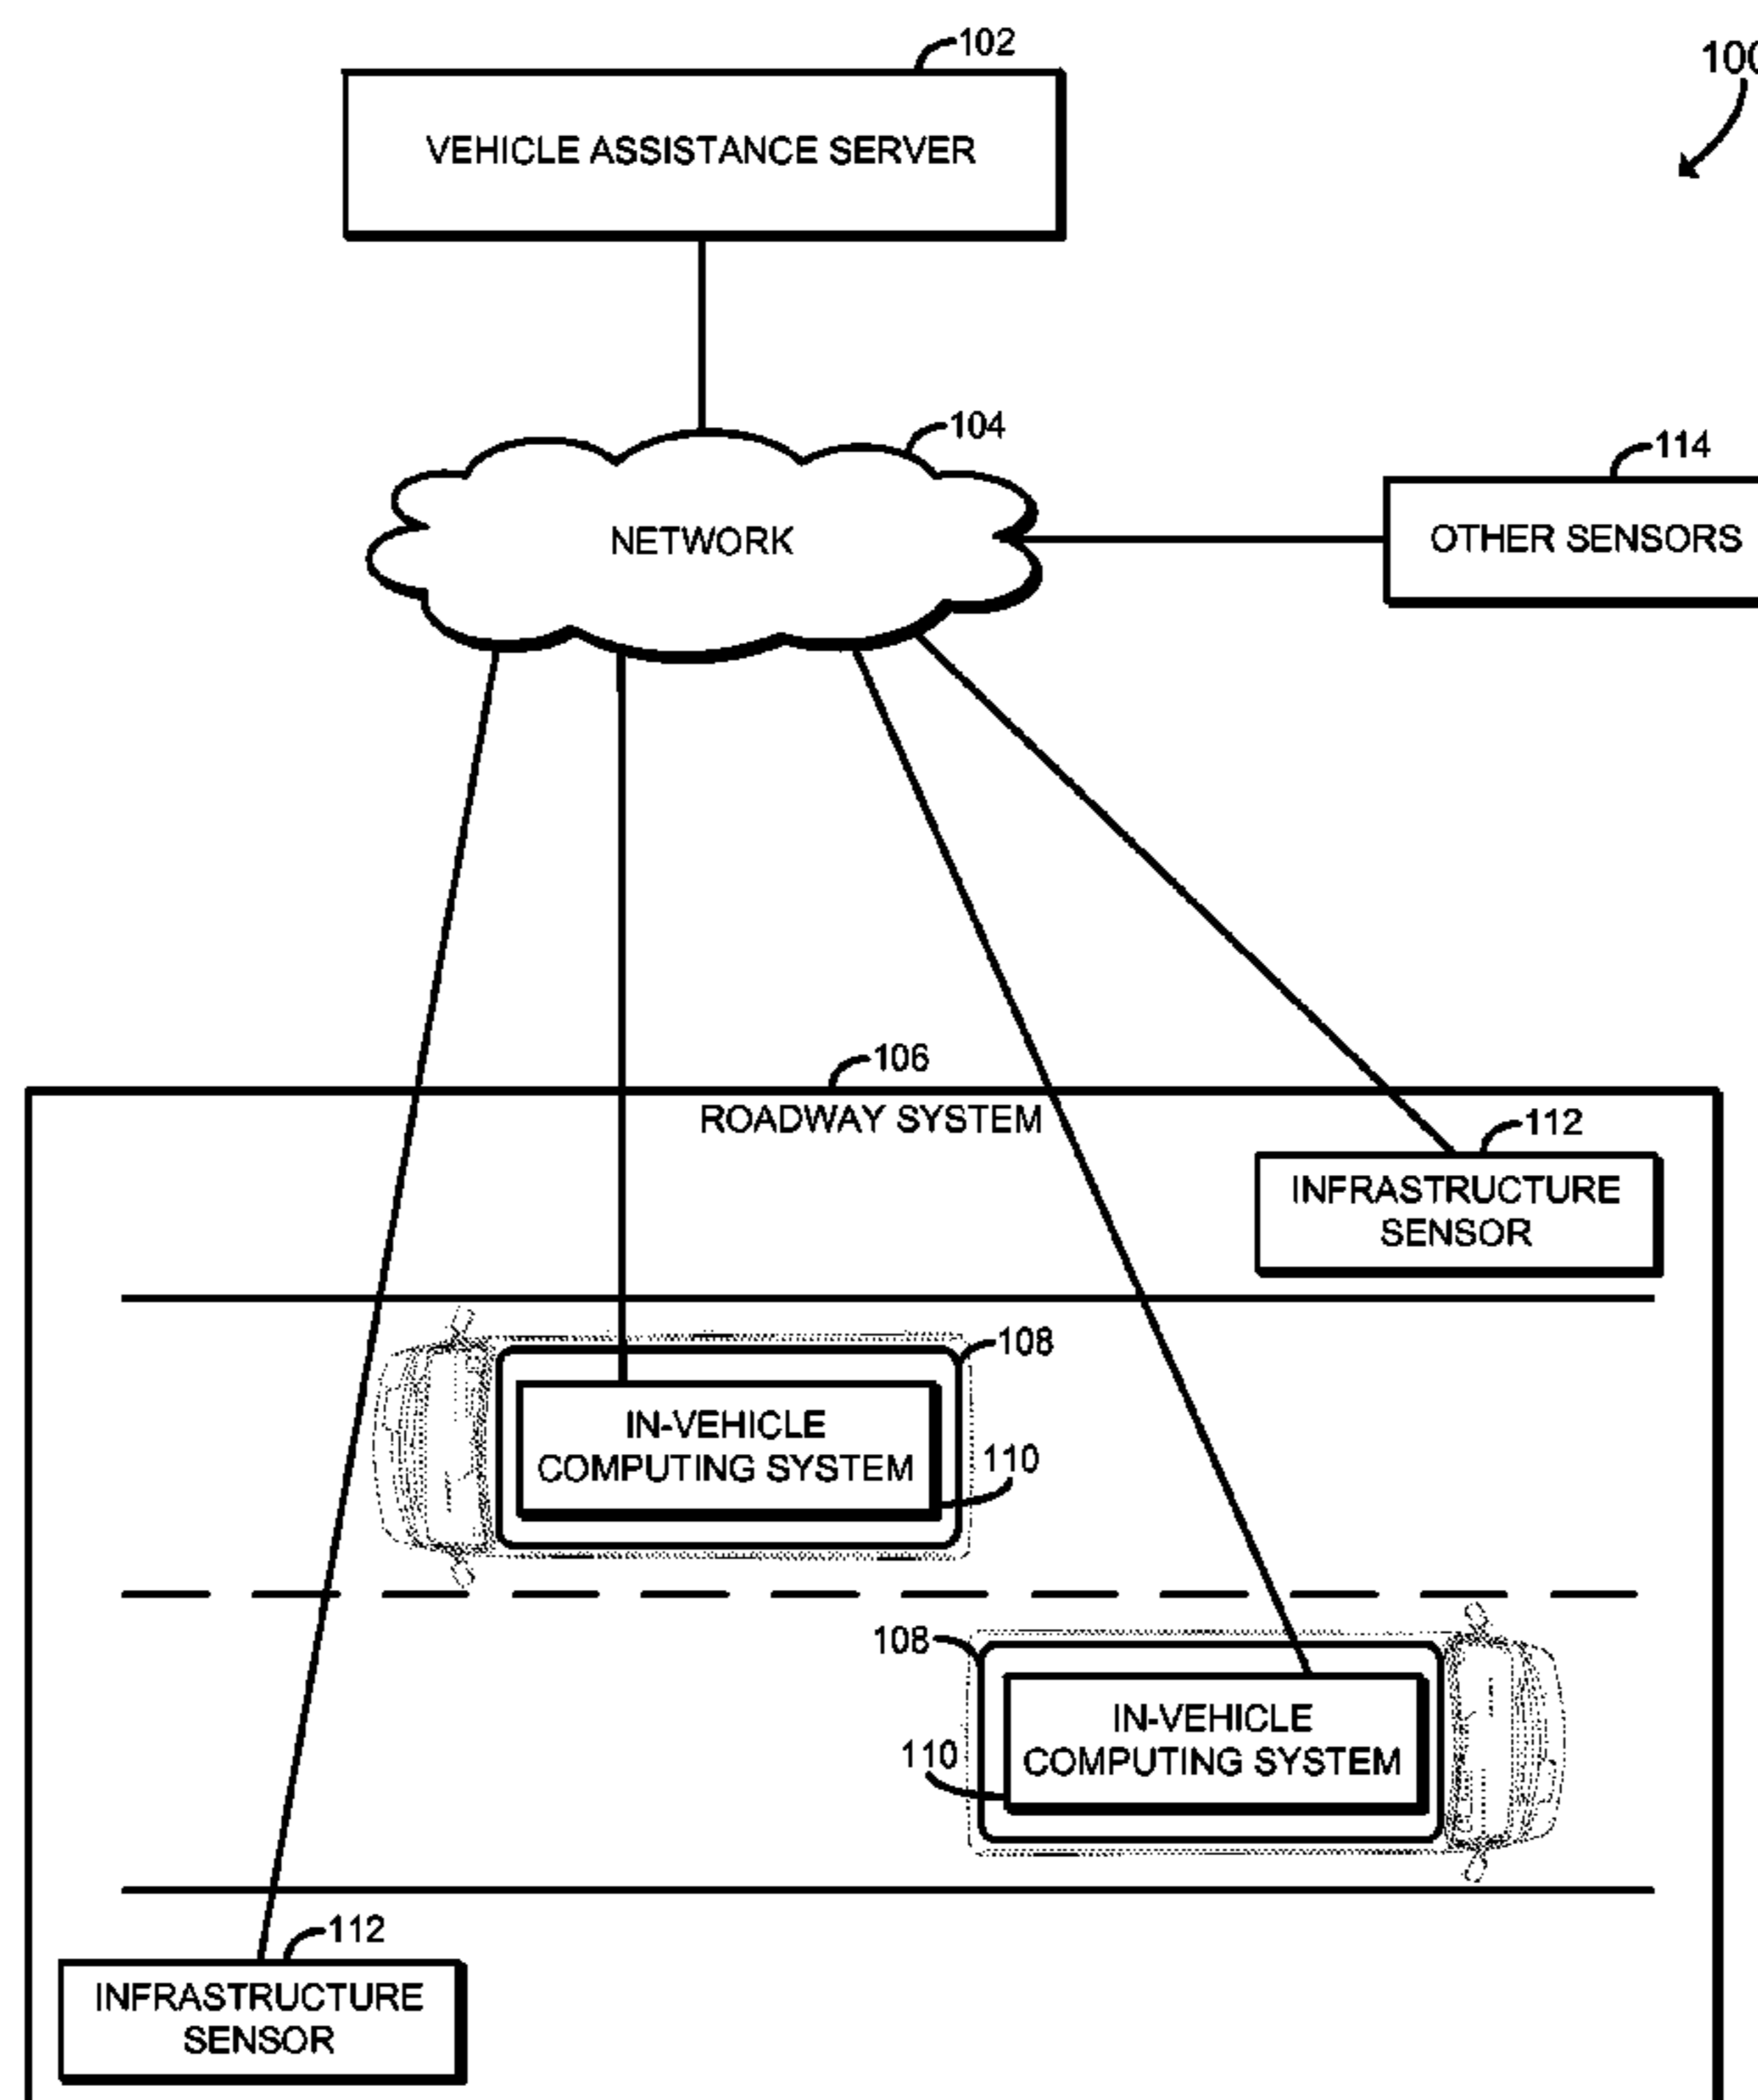 102
100
VEHICLE ASSISTANCE SERVER
104
114
NETWORK
OTHER SENSORS
106
ROADWAY SYSTEM
112
INFRASTRUCTURE
SENSOR
108
IN-VEHICLE
COMPUTING SYSTEM
110
108
IN-VEHICLE
COMPUTING SYSTEM
110
112
INFRASTRUCTURE
SENSOR